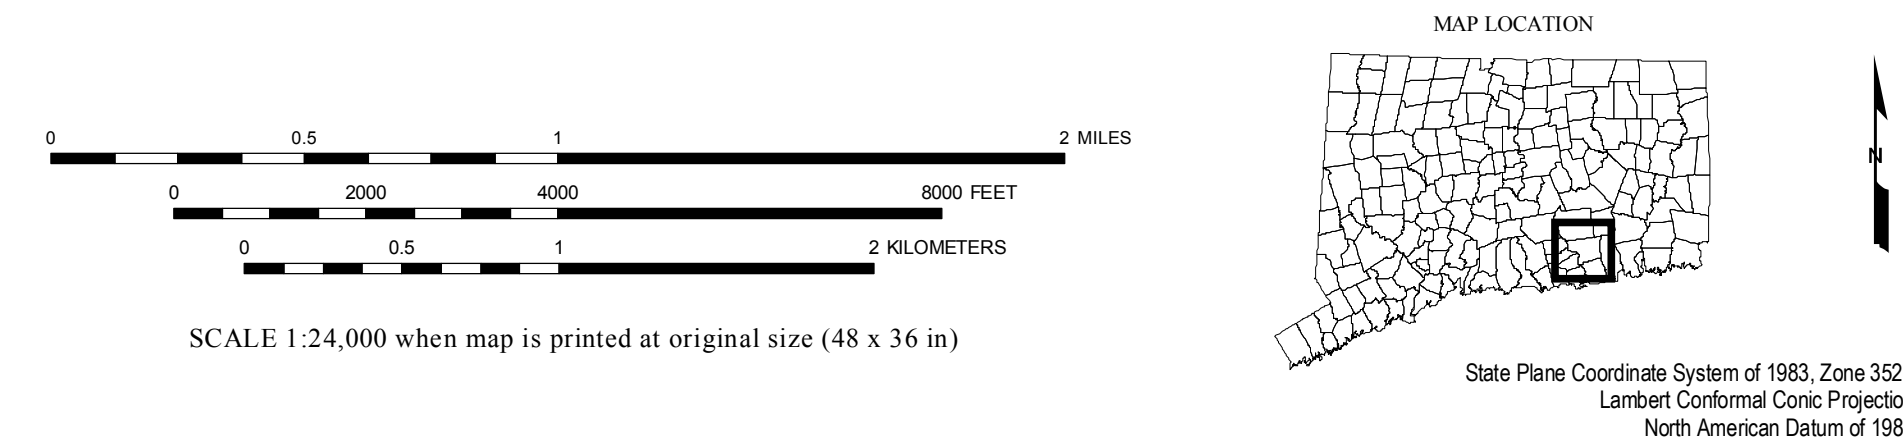 0 0.5 1 2 MILES
0 2000 4000 8000 FEET
0 0.5 1 2 KILOMETERS
SCALE 1:24,000 when map is printed at original size (48 x 36 in)
MAP LOCATION
N
State Plane Coordinate System of 1983, Zone 352
Lambert Conformal Conic Projectio
North American Datum of 198